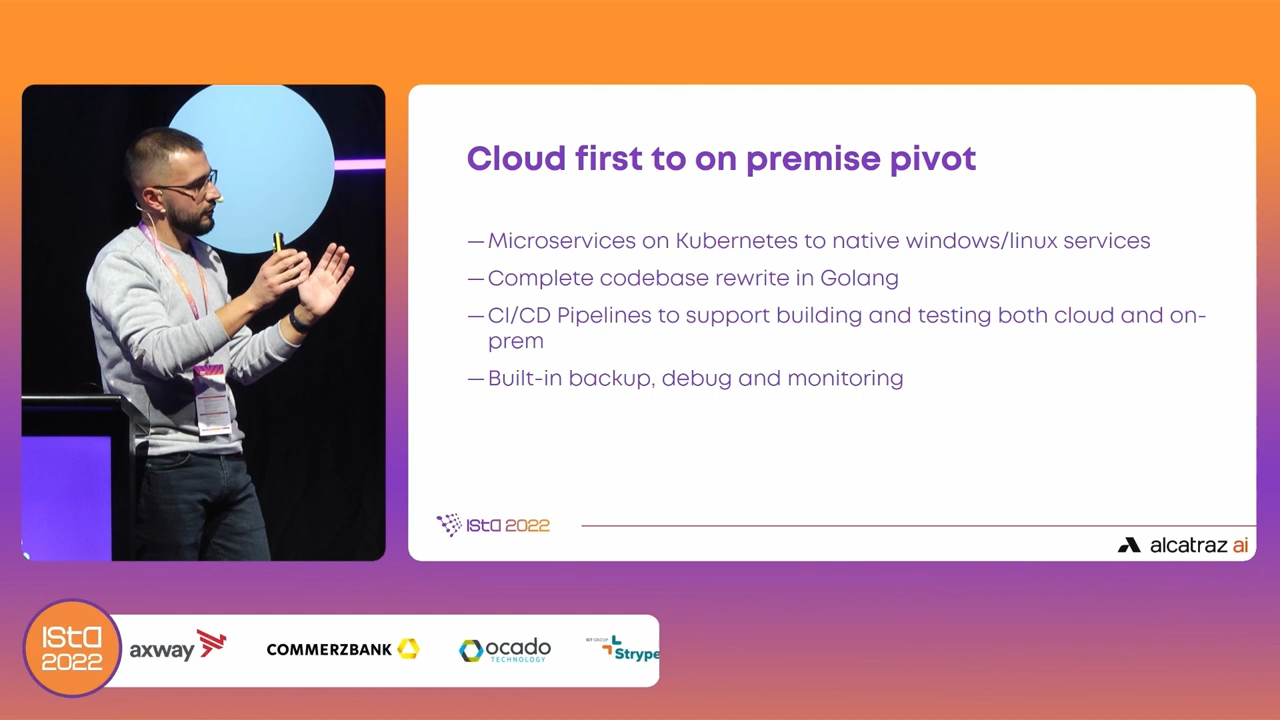 Cloud first to on premise pivot
—Microservices on Kubernetes to native windows/linux services
—Complete codebase rewrite in Golang
—CI/CD Pipelines to support building and testing both cloud and on-
prem
—Built-in backup, debug and monitoring
ista 2022
alcatraz ai
ista
2022
axway
COMMERZBANK
ocado
TECHNOLOGY
Strype